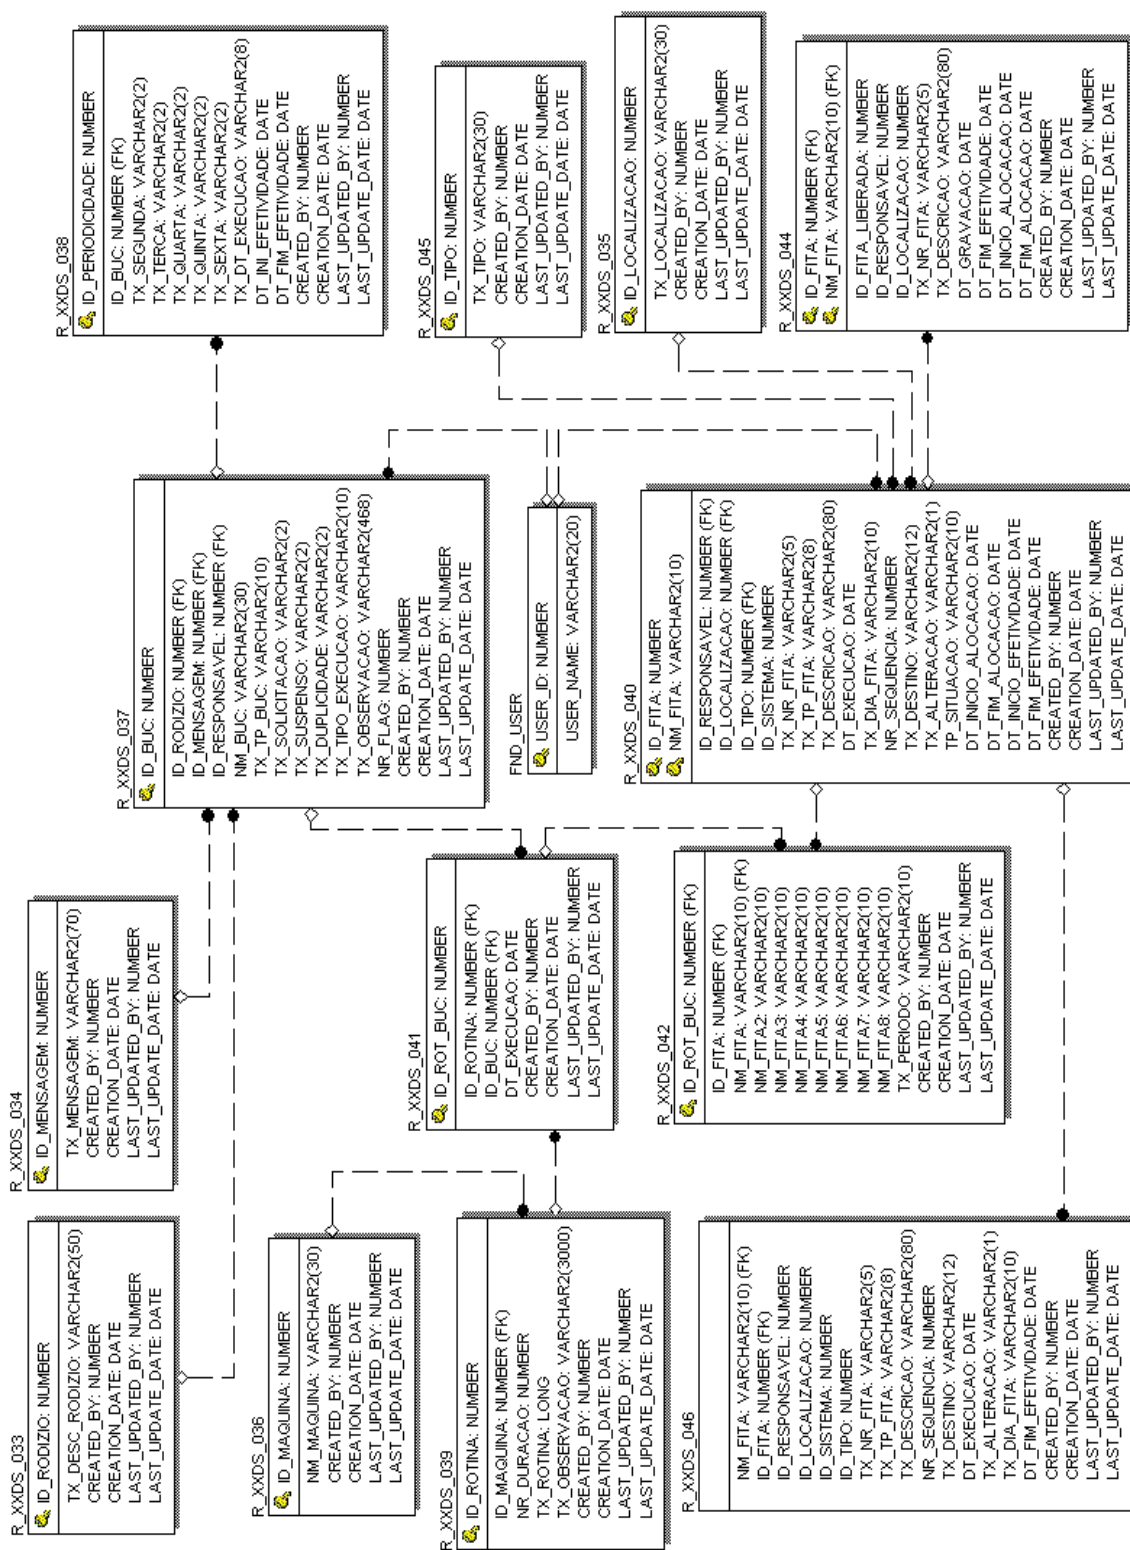 R_XXDS_033
ID_RODIZIO: NUMBER
TX_DESC_RODIZIO: VARCHAR2(50)
CREATED_BY: NUMBER
CREATION_DATE: DATE
LAST_UPDATED_BY: NUMBER
LAST_UPDATE_DATE: DATE
R_XXDS_034
ID_MENSAGEM: NUMBER
TX_MENSAGEM: VARCHAR2(70)
CREATED_BY: NUMBER
CREATION_DATE: DATE
LAST_UPDATED_BY: NUMBER
LAST_UPDATE_DATE: DATE
R_XXDS_037
ID_BUC: NUMBER
ID_RODIZIO: NUMBER (FK)
ID_MENSAGEM: NUMBER (FK)
ID_RESPONSAVEL: NUMBER (FK)
NM_BUC: VARCHAR2(30)
TX_TP_BUC: VARCHAR2(10)
TX_SOLICITACAO: VARCHAR2(2)
TX_SUSPENSO: VARCHAR2(2)
TX_DUPLICIDADE: VARCHAR2(2)
TX_TIPO_EXECUCAO: VARCHAR2(10)
TX_OBSERVACAO: VARCHAR2(468)
NR_FLAG: NUMBER
CREATED_BY: NUMBER
CREATION_DATE: DATE
LAST_UPDATED_BY: NUMBER
LAST_UPDATE_DATE: DATE
R_XXDS_038
ID_PERIODICIDADE: NUMBER
ID_BUC: NUMBER (FK)
TX_SEGUNDA: VARCHAR2(2)
TX_TERCA: VARCHAR2(2)
TX_QUARTA: VARCHAR2(2)
TX_QUINTA: VARCHAR2(2)
TX_SEXTA: VARCHAR2(2)
TX_DT_EXECUCAO: VARCHAR2(8)
DT_INI_EFETIVIDADE: DATE
DT_FIM_EFETIVIDADE: DATE
CREATED_BY: NUMBER
CREATION_DATE: DATE
LAST_UPDATED_BY: NUMBER
LAST_UPDATE_DATE: DATE
R_XXDS_036
ID_MAQUINA: NUMBER
NM_MAQUINA: VARCHAR2(30)
CREATED_BY: NUMBER
CREATION_DATE: DATE
LAST_UPDATED_BY: NUMBER
LAST_UPDATE_DATE: DATE
R_XXDS_041
ID_ROT_BUC: NUMBER
ID_ROTINA: NUMBER (FK)
ID_BUC: NUMBER (FK)
DT_EXECUCAO: DATE
CREATED_BY: NUMBER
CREATION_DATE: DATE
LAST_UPDATED_BY: NUMBER
LAST_UPDATE_DATE: DATE
FND_USER
USER_ID: NUMBER
USER_NAME: VARCHAR2(20)
R_XXDS_045
ID_TIPO: NUMBER
TX_TIPO: VARCHAR2(30)
CREATED_BY: NUMBER
CREATION_DATE: DATE
LAST_UPDATED_BY: NUMBER
LAST_UPDATE_DATE: DATE
R_XXDS_039
ID_ROTINA: NUMBER
ID_MAQUINA: NUMBER (FK)
NR_DURACAO: NUMBER
TX_ROTINA: LONG
TX_OBSERVACAO: VARCHAR2(3000)
CREATED_BY: NUMBER
CREATION_DATE: DATE
LAST_UPDATED_BY: NUMBER
LAST_UPDATE_DATE: DATE
R_XXDS_042
ID_ROT_BUC: NUMBER (FK)
ID_FITA: NUMBER (FK)
NM_FITA: VARCHAR2(10) (FK)
NM_FITA2: VARCHAR2(10)
NM_FITA3: VARCHAR2(10)
NM_FITA4: VARCHAR2(10)
NM_FITA5: VARCHAR2(10)
NM_FITA6: VARCHAR2(10)
NM_FITA7: VARCHAR2(10)
NM_FITA8: VARCHAR2(10)
TX_PERIODO: VARCHAR2(10)
CREATED_BY: NUMBER
CREATION_DATE: DATE
LAST_UPDATED_BY: NUMBER
LAST_UPDATE_DATE: DATE
R_XXDS_040
ID_FITA: NUMBER
NM_FITA: VARCHAR2(10)
ID_RESPONSAVEL: NUMBER (FK)
ID_LOCALIZACAO: NUMBER (FK)
ID_TIPO: NUMBER (FK)
ID_SISTEMA: NUMBER
TX_NR_FITA: VARCHAR2(5)
TX_TP_FITA: VARCHAR2(8)
TX_DESCRICAO: VARCHAR2(80)
DT_EXECUCAO: DATE
TX_DIA_FITA: VARCHAR2(10)
NR_SEQUENCIA: NUMBER
TX_DESTINO: VARCHAR2(12)
TX_ALTERACAO: VARCHAR2(1)
TP_SITUACAO: VARCHAR2(10)
DT_INICIO_ALOCACAO: DATE
DT_FIM_ALOCACAO: DATE
DT_INICIO_EFETIVIDADE: DATE
DT_FIM_EFETIVIDADE: DATE
CREATED_BY: NUMBER
CREATION_DATE: DATE
LAST_UPDATED_BY: NUMBER
LAST_UPDATE_DATE: DATE
R_XXDS_035
ID_LOCALIZACAO: NUMBER
TX_LOCALIZACAO: VARCHAR2(30)
CREATED_BY: NUMBER
CREATION_DATE: DATE
LAST_UPDATED_BY: NUMBER
LAST_UPDATE_DATE: DATE
R_XXDS_046
NM_FITA: VARCHAR2(10) (FK)
ID_FITA: NUMBER (FK)
ID_RESPONSAVEL: NUMBER
ID_LOCALIZACAO: NUMBER
ID_SISTEMA: NUMBER
ID_TIPO: NUMBER
TX_NR_FITA: VARCHAR2(5)
TX_TP_FITA: VARCHAR2(8)
TX_DESCRICAO: VARCHAR2(80)
NR_SEQUENCIA: NUMBER
TX_DESTINO: VARCHAR2(12)
DT_EXECUCAO: DATE
TX_ALTERACAO: VARCHAR2(1)
TX_DIA_FITA: VARCHAR2(10)
DT_FIM_EFETIVIDADE: DATE
CREATED_BY: NUMBER
CREATION_DATE: DATE
LAST_UPDATED_BY: NUMBER
LAST_UPDATE_DATE: DATE
R_XXDS_044
ID_FITA: NUMBER (FK)
NM_FITA: VARCHAR2(10) (FK)
ID_FITA_LIBERADA: NUMBER
ID_RESPONSAVEL: NUMBER
ID_LOCALIZACAO: NUMBER
TX_NR_FITA: VARCHAR2(5)
TX_DESCRICAO: VARCHAR2(80)
DT_GRAVACAO: DATE
DT_FIM_EFETIVIDADE: DATE
DT_INICIO_ALOCACAO: DATE
DT_FIM_ALOCACAO: DATE
CREATED_BY: NUMBER
CREATION_DATE: DATE
LAST_UPDATED_BY: NUMBER
LAST_UPDATE_DATE: DATE